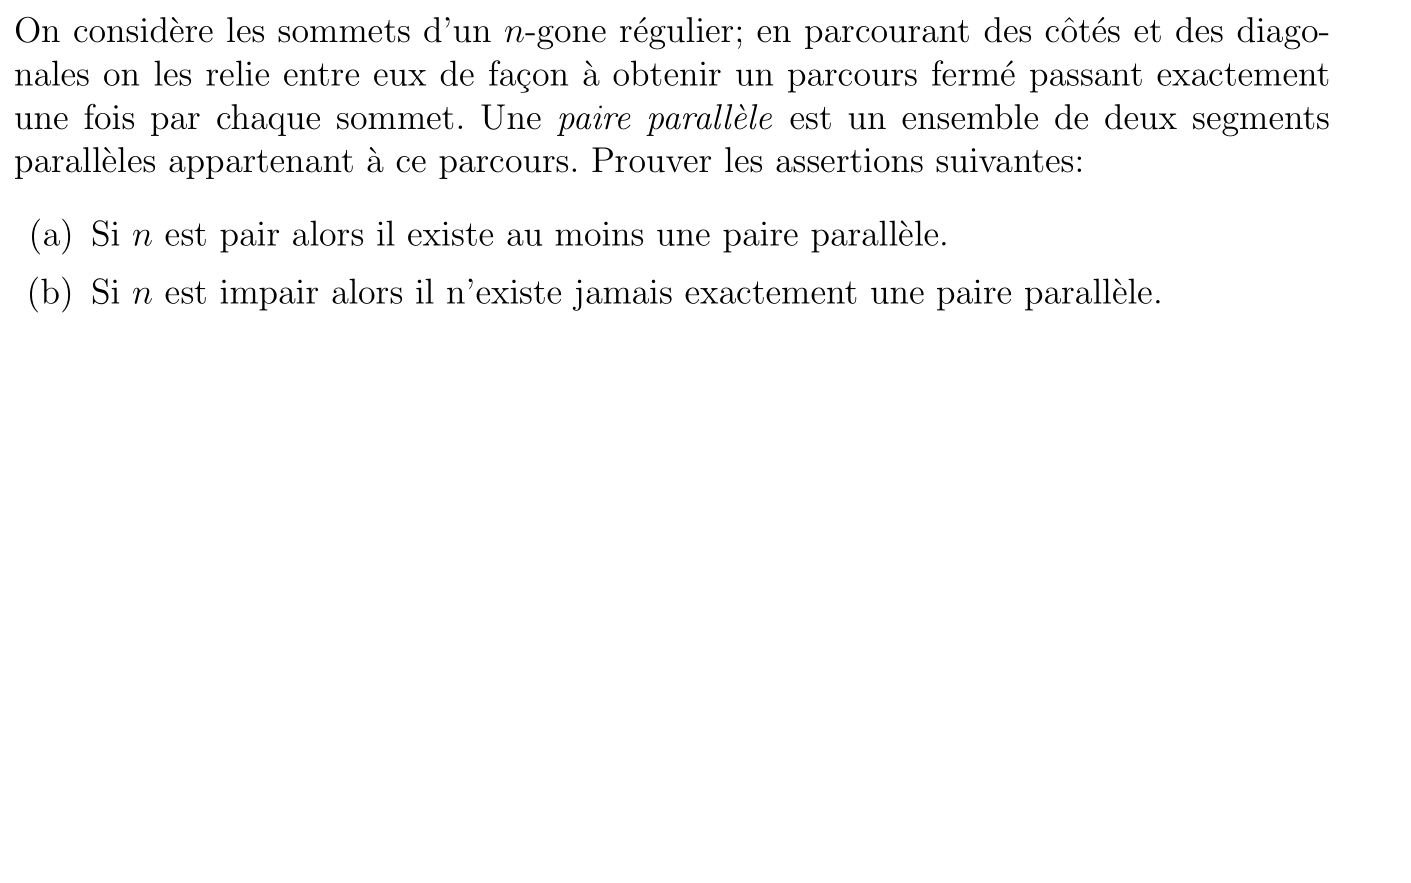 On considère les sommets d'un n-gone régulier; en parcourant des côtés et des diago-
nales on les relie entre eux de façon à obtenir un parcours fermé passant exactement
une fois par chaque sommet. Une paire parallèle est un ensemble de deux segments
parallèles appartenant à ce parcours. Prouver les assertions suivantes:
(a) Si n est pair alors il existe au moins une paire parallèle.
(b) Si n est impair alors il n'existe jamais exactement une paire parallèle.